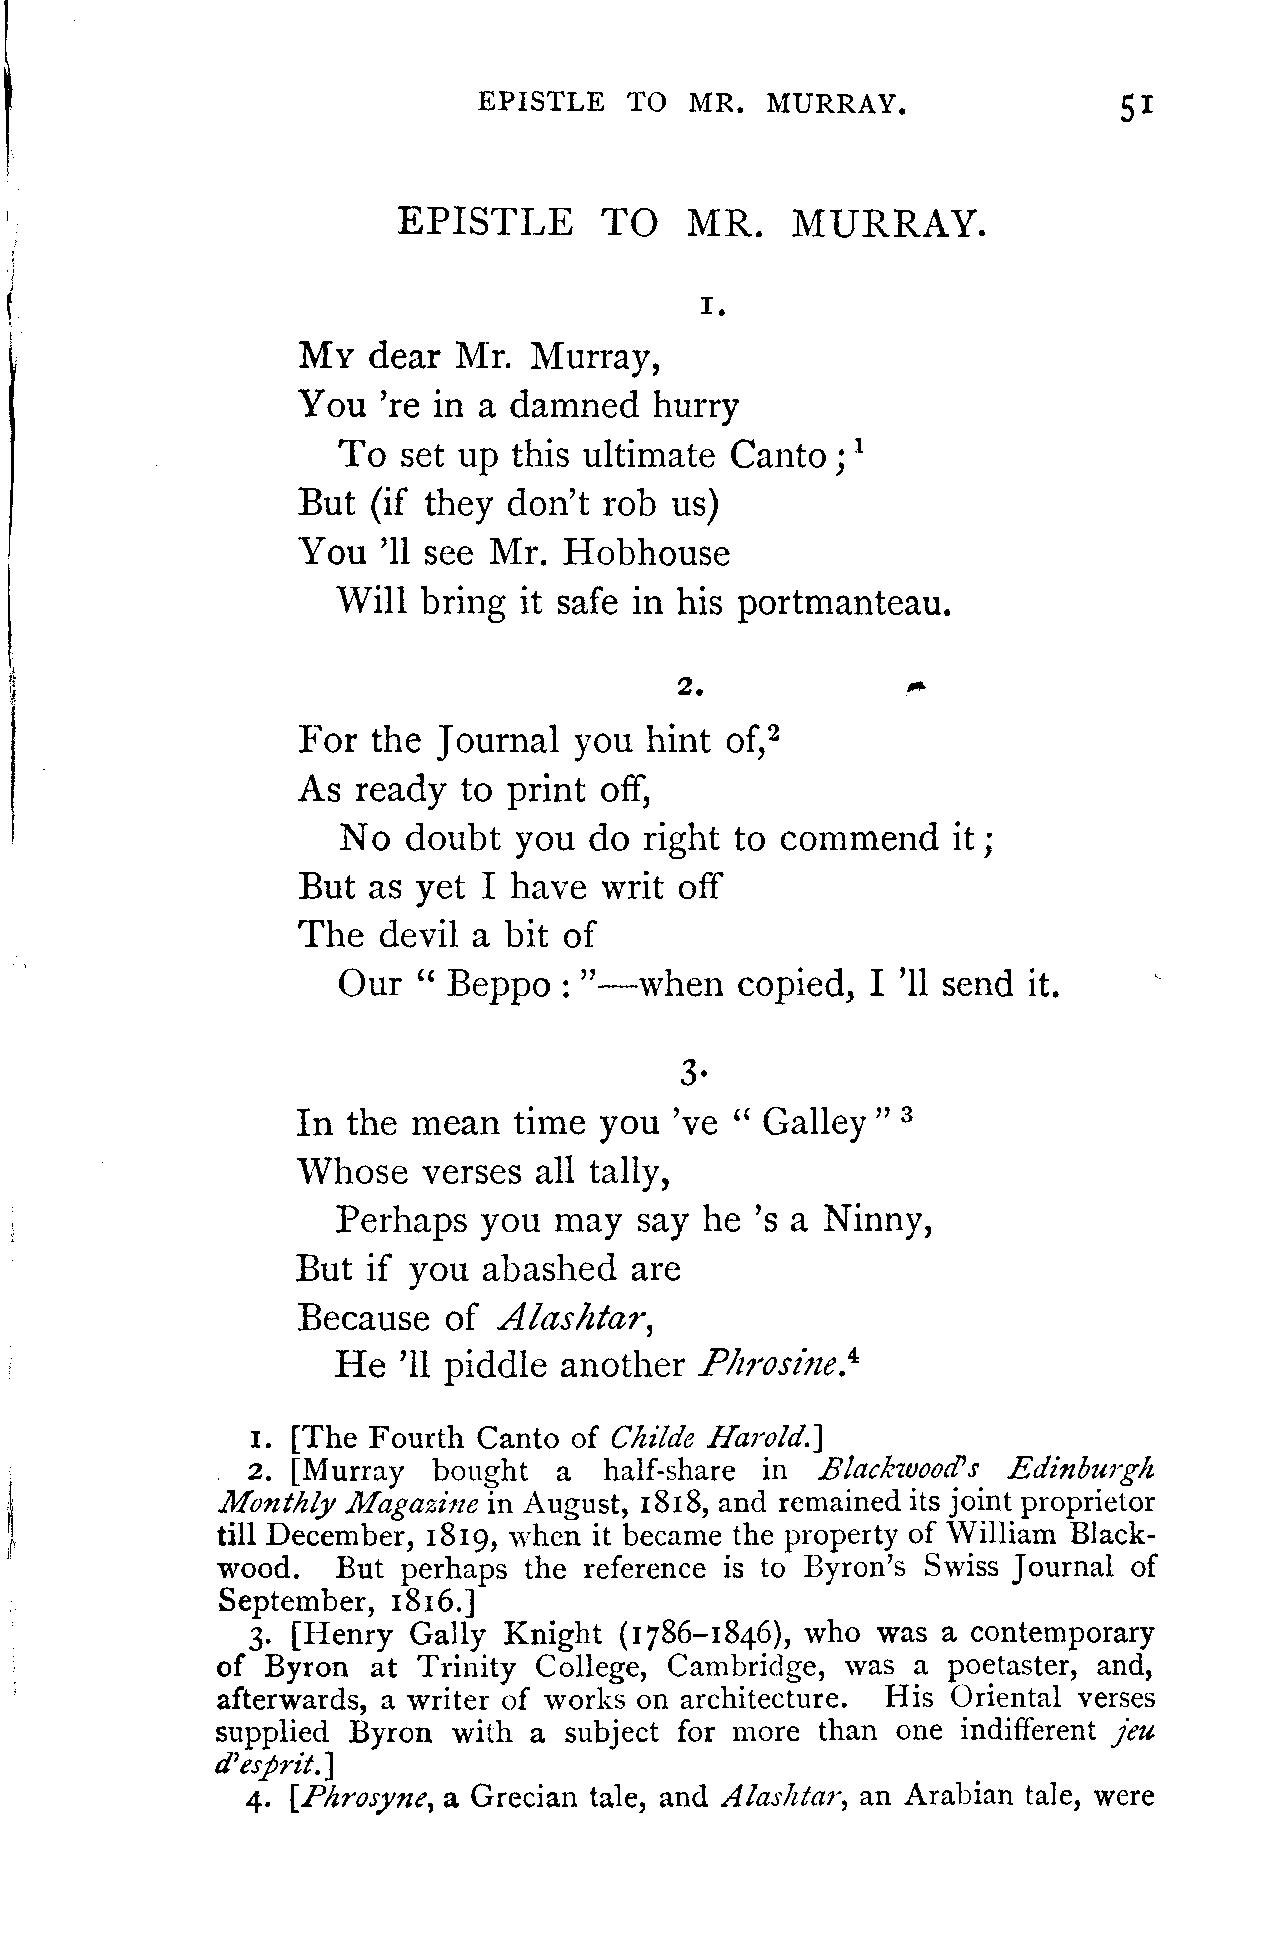 EPISTLE TO MR. MURRAY. 51
EPISTLE TO MR. MURRAY.
1.
MY dear Mr. Murray,
You 're in a damned hurry
To set up this ultimate Canto ; ¹
But (if they don't rob us)
You 'll see Mr. Hobhouse
Will bring it safe in his portmanteau.
2.
For the Journal you hint of,²
As ready to print off,
No doubt you do right to commend it ;
But as yet I have writ off
The devil a bit of
Our “ Beppo : ”—when copied, I 'll send it.
3.
In the mean time you 've “ Galley ” ³
Whose verses all tally,
Perhaps you may say he 's a Ninny,
But if you abashed are
Because of Alashtar,
He 'll piddle another Phrosine.⁴
1. [The Fourth Canto of Childe Harold.]
2. [Murray bought a half-share in Blackwood's Edinburgh
Monthly Magazine in August, 1818, and remained its joint proprietor
till December, 1819, when it became the property of William Black-
wood. But perhaps the reference is to Byron's Swiss Journal of
September, 1816.]
3. [Henry Gally Knight (1786–1846), who was a contemporary
of Byron at Trinity College, Cambridge, was a poetaster, and,
afterwards, a writer of works on architecture. His Oriental verses
supplied Byron with a subject for more than one indifferent jeu
d'esprit.]
4. [Phrosyne, a Grecian tale, and Alashtar, an Arabian tale, were